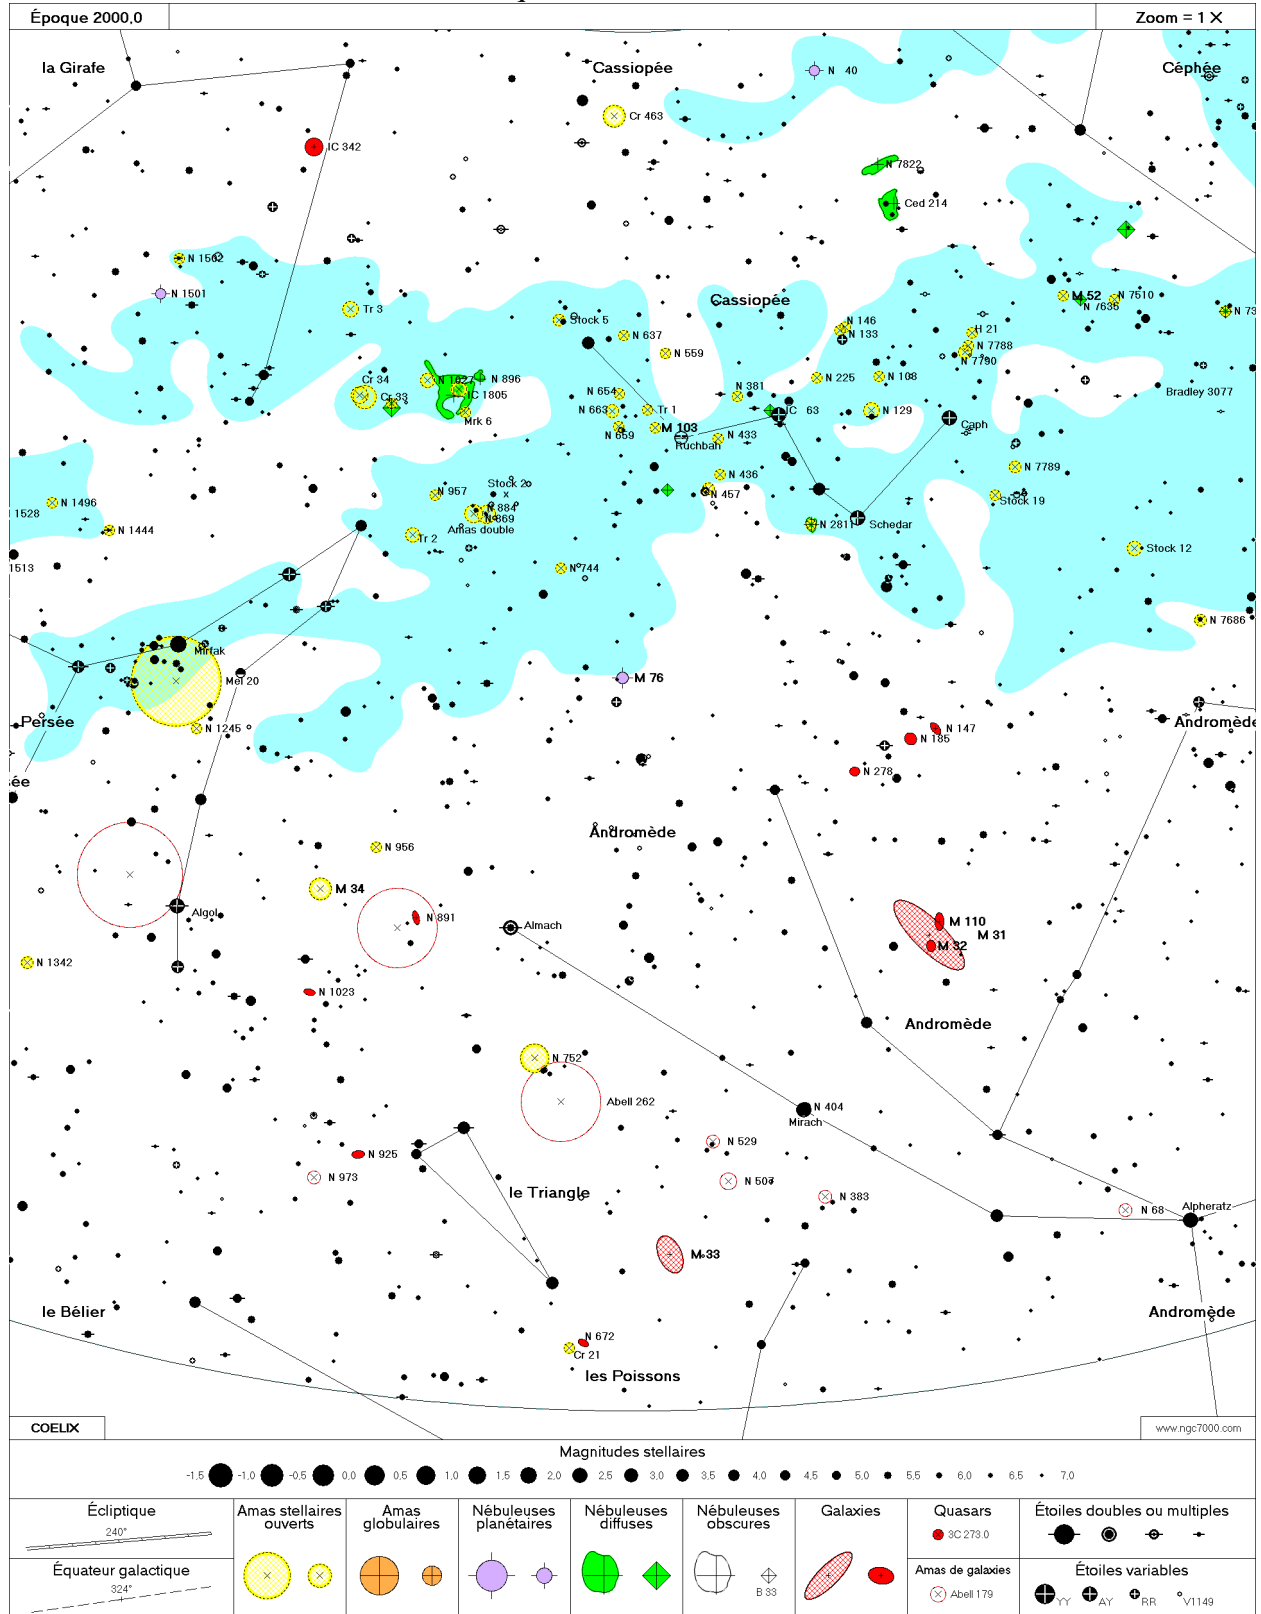 Époque 2000,0
Zoom = 1 X
la Girafe
Cassiopée
N 40
Céphée
Cr 463
IC 342
N 7822
Ced 214
N 1502
N 1501
Tr 3
Cassiopée
M 52
N 7510
N 7635
N 73
Stock 5
N 637
N 146
N 133
H 21
N 7788
N 7790
N 559
Cr 34
N 1027
N 896
N 225
N 108
Cr 33
IC 1805
N 654
N 381
Bradley 3077
Mrk 6
N 663
Tr 1
IC 63
N 129
Caph
N 659
M 103
Ruchbah
N 433
N 7789
N 436
Stock 2
N 957
N 457
Stock 19
N 1496
1528
N 884
N 869
Amas double
N 2811
Schedar
N 1444
Tr 2
Stock 12
1513
N 744
N 7686
Mirfak
Mel 20
M 76
Persée
N 1245
N 147
N 185
Andromède
N 278
sée
Andromède
N 956
M 34
Algol
N 891
Almach
M 110
M 31
M 32
N 1342
N 1023
Andromède
N 752
Abell 262
N 404
Mirach
N 529
N 925
N 973
N 507
le Triangle
N 383
N 68
Alpheratz
M 33
le Bélier
Andromède
N 672
Cr 21
les Poissons
COELIX
www.ngc7000.com
Magnitudes stellaires
-1,5 -1,0 -0,5 0,0 0,5 1,0 1,5 2,0 2,5 3,0 3,5 4,0 4,5 5,0 5,5 6,0 6,5 7,0
Écliptique
240°
Équateur galactique
324°
Amas stellaires
ouverts
Amas
globulaires
Nébuleuses
planétaires
Nébuleuses
diffuses
Nébuleuses
obscures
B 33
Galaxies
Quasars
3C 273.0
Amas de galaxies
Abell 179
Étoiles doubles ou multiples
Étoiles variables
YY AY RR V1149